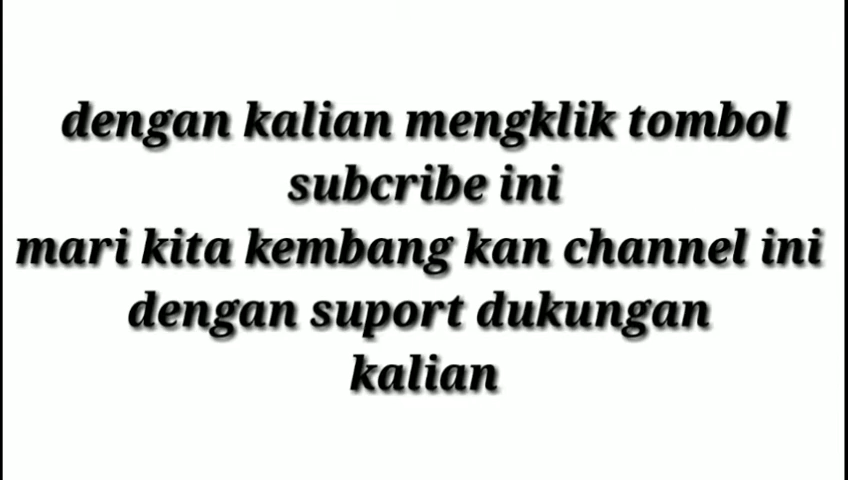 dengan kalian mengklik tombol
subcribe ini
mari kita kembang kan channel ini
dengan suport dukungan
kalian